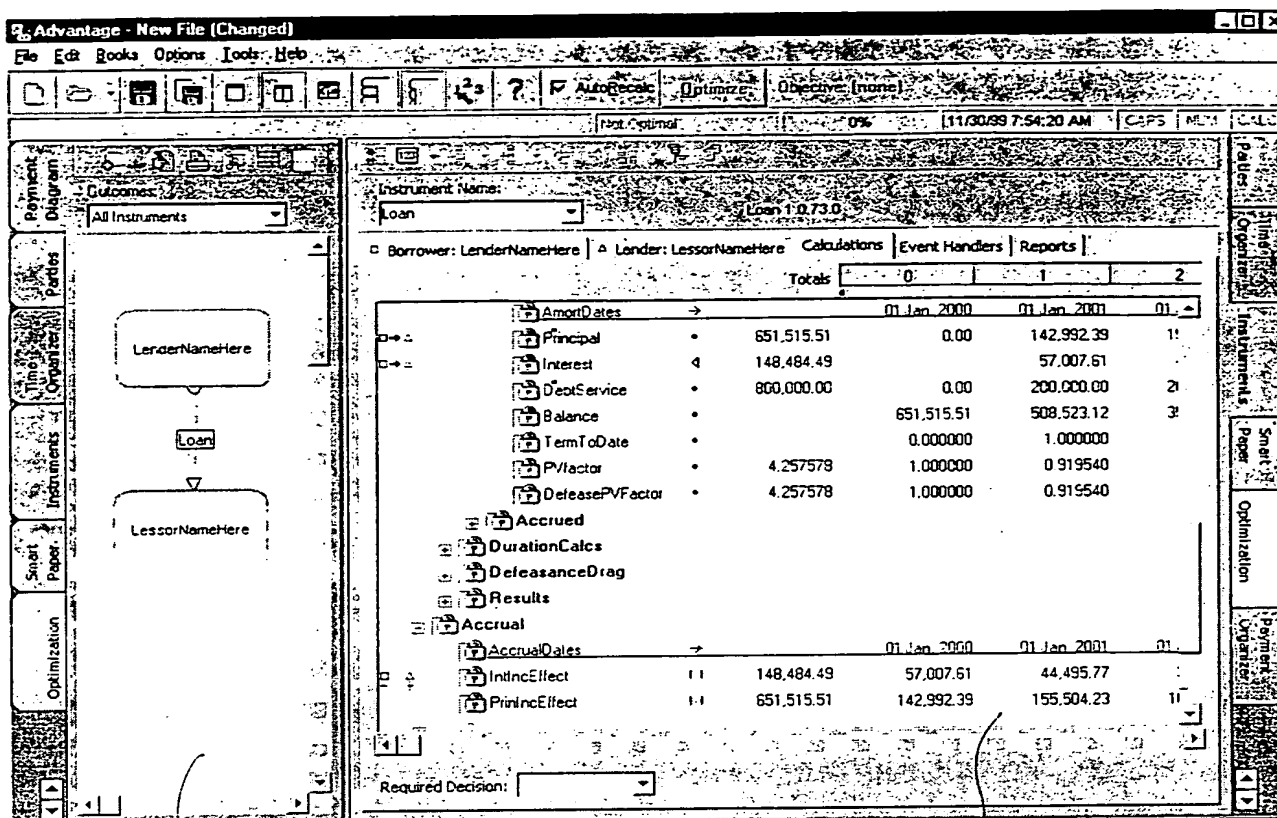 Advantage - New File (Changed)
File Edit Books Options Tools Help
AutoRecalc Optimize Objective: (none)
Not Optimal 0% 11/30/99 7:54:20 AM CAPS NUM CALC
Payment Diagram
Parties
Time Organizer
Instruments
Smart Paper
Optimization
Outcomes:
All Instruments
LenderNameHere
Loan
LessorNameHere
Instrument Name:
Loan Loan 1.0.73.0
Borrower: LenderNameHere Lender: LessorNameHere Calculations Event Handlers Reports
Totals 0 1 2
AmortDates 01 Jan 2000 01 Jan 2001 01
Principal 651,515.51 0.00 142,992.39
Interest 148,484.49 57,007.61
DebtService 800,000.00 0.00 200,000.00
Balance 651,515.51 508,523.12
TermToDate 0.000000 1.000000
PVfactor 4.257578 1.000000 0.919540
DefeasePVFactor 4.257578 1.000000 0.919540
Accrued
DurationCalcs
DefeasanceDrag
Results
Accrual
AccrualDates 01 Jan 2000 01 Jan 2001 01
IntIncEffect 148,484.49 57,007.61 44,495.77
PrinIncEffect 651,515.51 142,992.39 155,504.23
Required Decision:
Parties
Time Organizer
Instruments
Smart Paper
Optimization
Payment Organizer